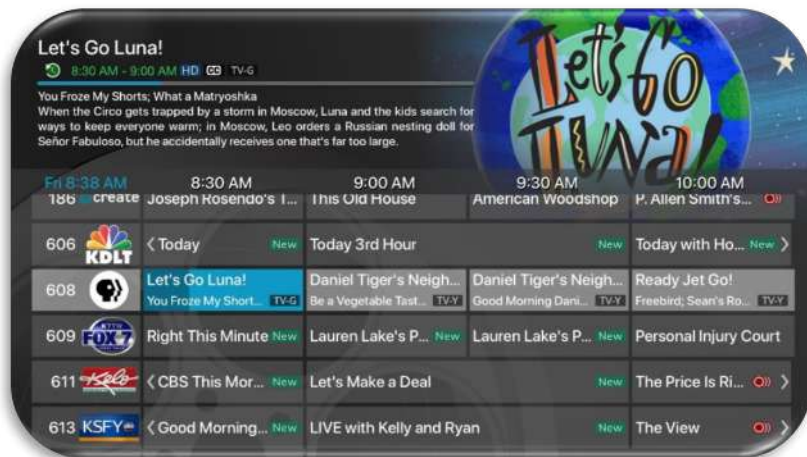 Let's Go Luna!
8:30 AM - 9:00 AM HD CC TV-G
You Froze My Shorts; What a Matryoshka
When the Circo gets trapped by a storm in Moscow, Luna and the kids search for
ways to keep everyone warm; in Moscow, Leo orders a Russian nesting doll for
Señor Fabuloso, but he accidentally receives one that's far too large.
Let's GO LUNA!
Fri 8:38 AM 8:30 AM 9:00 AM 9:30 AM 10:00 AM
186 create Joseph Rosendo's T... This Old House American Woodshop P. Allen Smith's...
606 KDLT Today New Today 3rd Hour New Today with Ho... New
608 Let's Go Luna! Daniel Tiger's Neigh... Daniel Tiger's Neigh... Ready Jet Go!
You Froze My Short... TV-G Be a Vegetable Tast... TV-Y Good Morning Dani... TV-Y Freebird; Sean's Ro... TV-Y
609 FOX 7 Right This Minute New Lauren Lake's P... New Lauren Lake's P... New Personal Injury Court
611 Kelo CBS This Mor... New Let's Make a Deal New The Price Is Ri...
613 KSFY Good Morning... New LIVE with Kelly and Ryan New The View